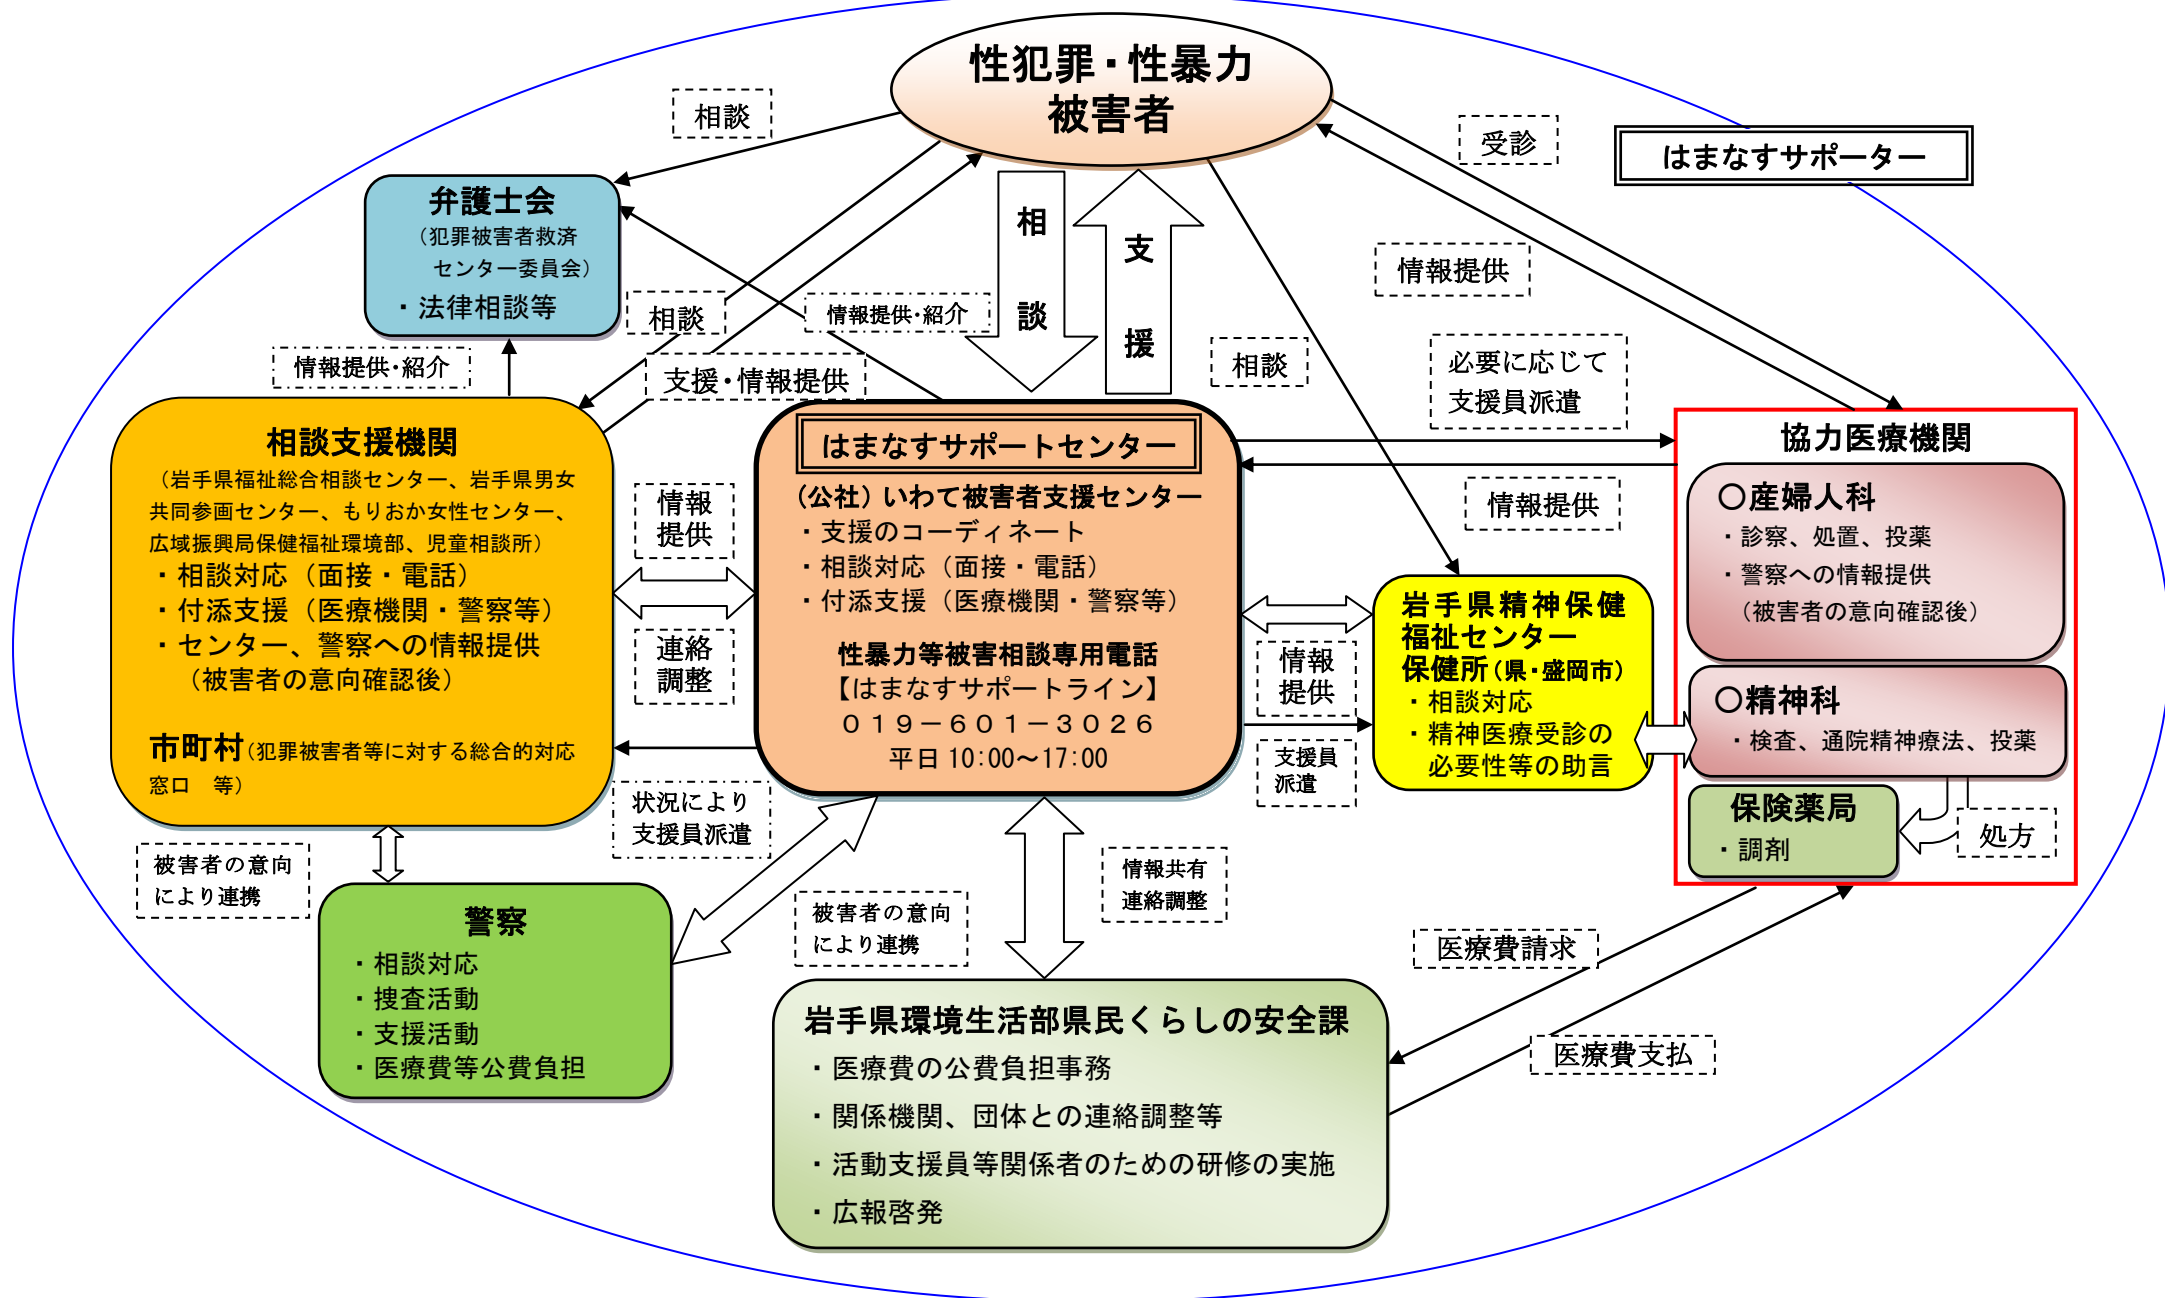 性犯罪・性暴力
被害者
相談
受診
はまなすサポーター
弁護士会
（犯罪被害者救済
センター委員会）
・法律相談等
相
談
支
援
情報提供
相談
情報提供・紹介
情報提供・紹介
支援・情報提供
相談
必要に応じて
支援員派遣
相談支援機関
（岩手県福祉総合相談センター、岩手県男女
共同参画センター、もりおか女性センター、
広域振興局保健福祉環境部、児童相談所）
・相談対応（面接・電話）
・付添支援（医療機関・警察等）
・センター、警察への情報提供
（被害者の意向確認後）
市町村（犯罪被害者等に対する総合的対応
窓口　等）
情報
提供
連絡
調整
はまなすサポートセンター
（公社）いわて被害者支援センター
・支援のコーディネート
・相談対応（面接・電話）
・付添支援（医療機関・警察等）
性暴力等被害相談専用電話
【はまなすサポートライン】
０１９－６０１－３０２６
平日 10:00～17:00
情報提供
情報
提供
支援員
派遣
岩手県精神保健
福祉センター
保健所（県・盛岡市）
・相談対応
・精神医療受診の
必要性等の助言
協力医療機関
○産婦人科
・診察、処置、投薬
・警察への情報提供
（被害者の意向確認後）
○精神科
・検査、通院精神療法、投薬
保険薬局
・調剤
処方
状況により
支援員派遣
被害者の意向
により連携
警察
・相談対応
・捜査活動
・支援活動
・医療費等公費負担
被害者の意向
により連携
情報共有
連絡調整
医療費請求
医療費支払
岩手県環境生活部県民くらしの安全課
・医療費の公費負担事務
・関係機関、団体との連絡調整等
・活動支援員等関係者のための研修の実施
・広報啓発